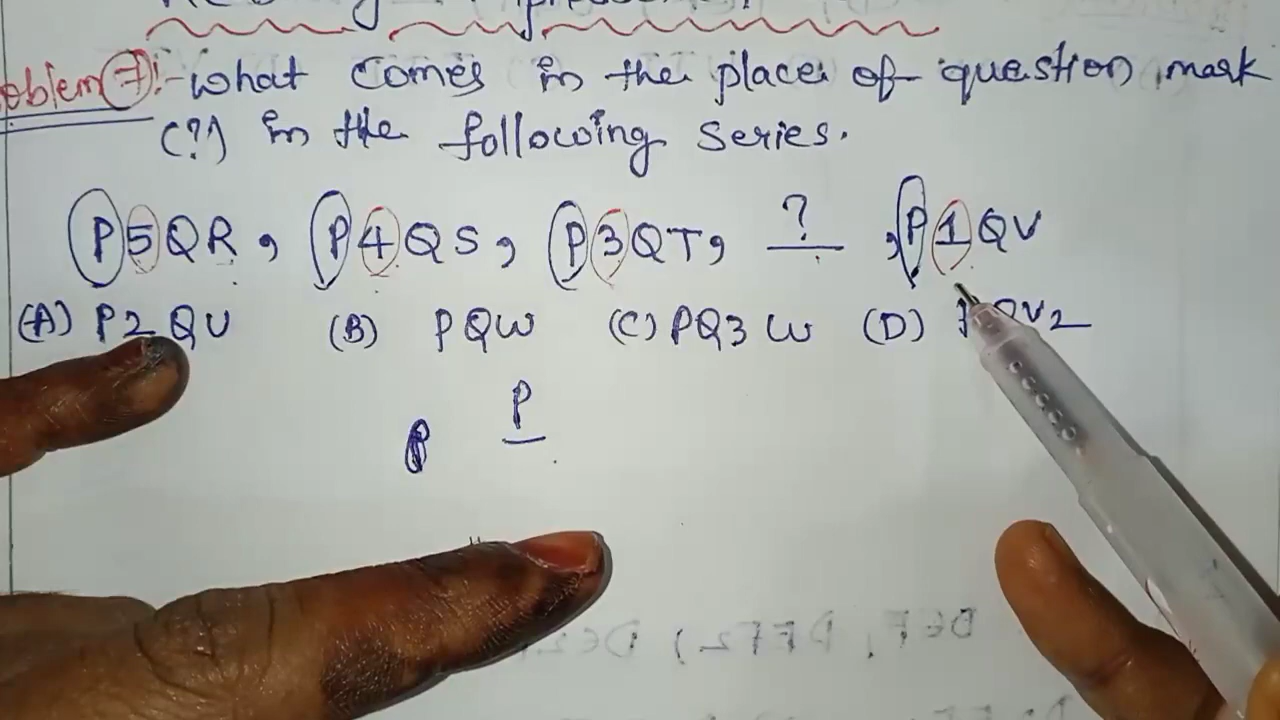 Problem 7:- What comes in the place of question mark
(?) in the following series.
P5QR, P4QS, P3QT, ?, P1QV
(A) P2QU (B) PQW (C) PQ3W (D) QV2
P P